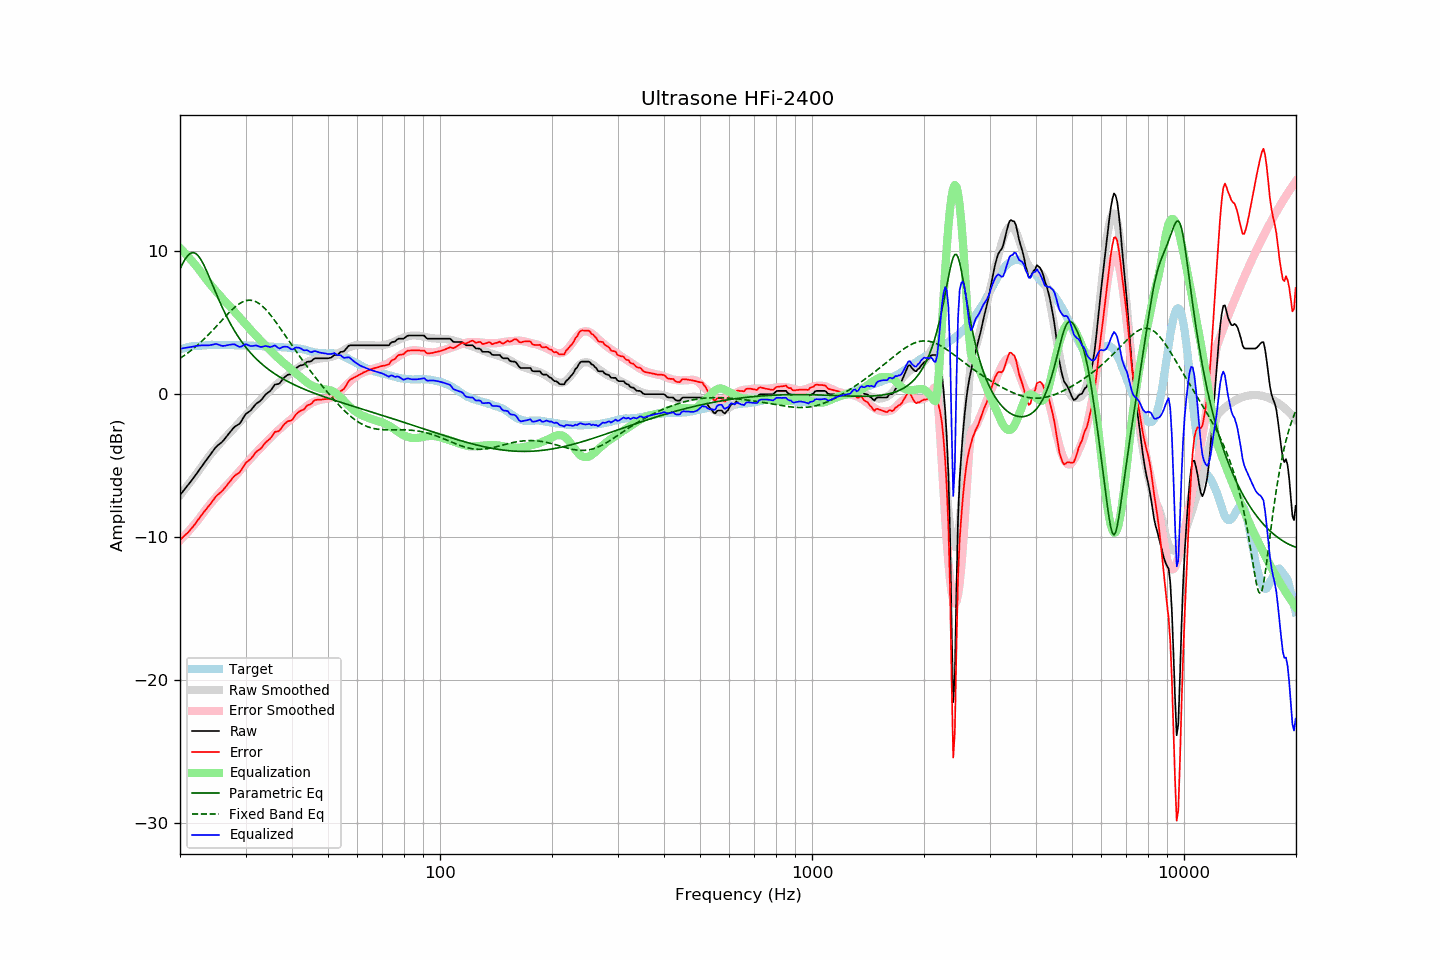 Ultrasone HFi-2400
Amplitude (dBr)
10
0
−10
−20
−30
Target
Raw Smoothed
Error Smoothed
Raw
Error
Equalization
Parametric Eq
Fixed Band Eq
Equalized
100
1000
10000
Frequency (Hz)